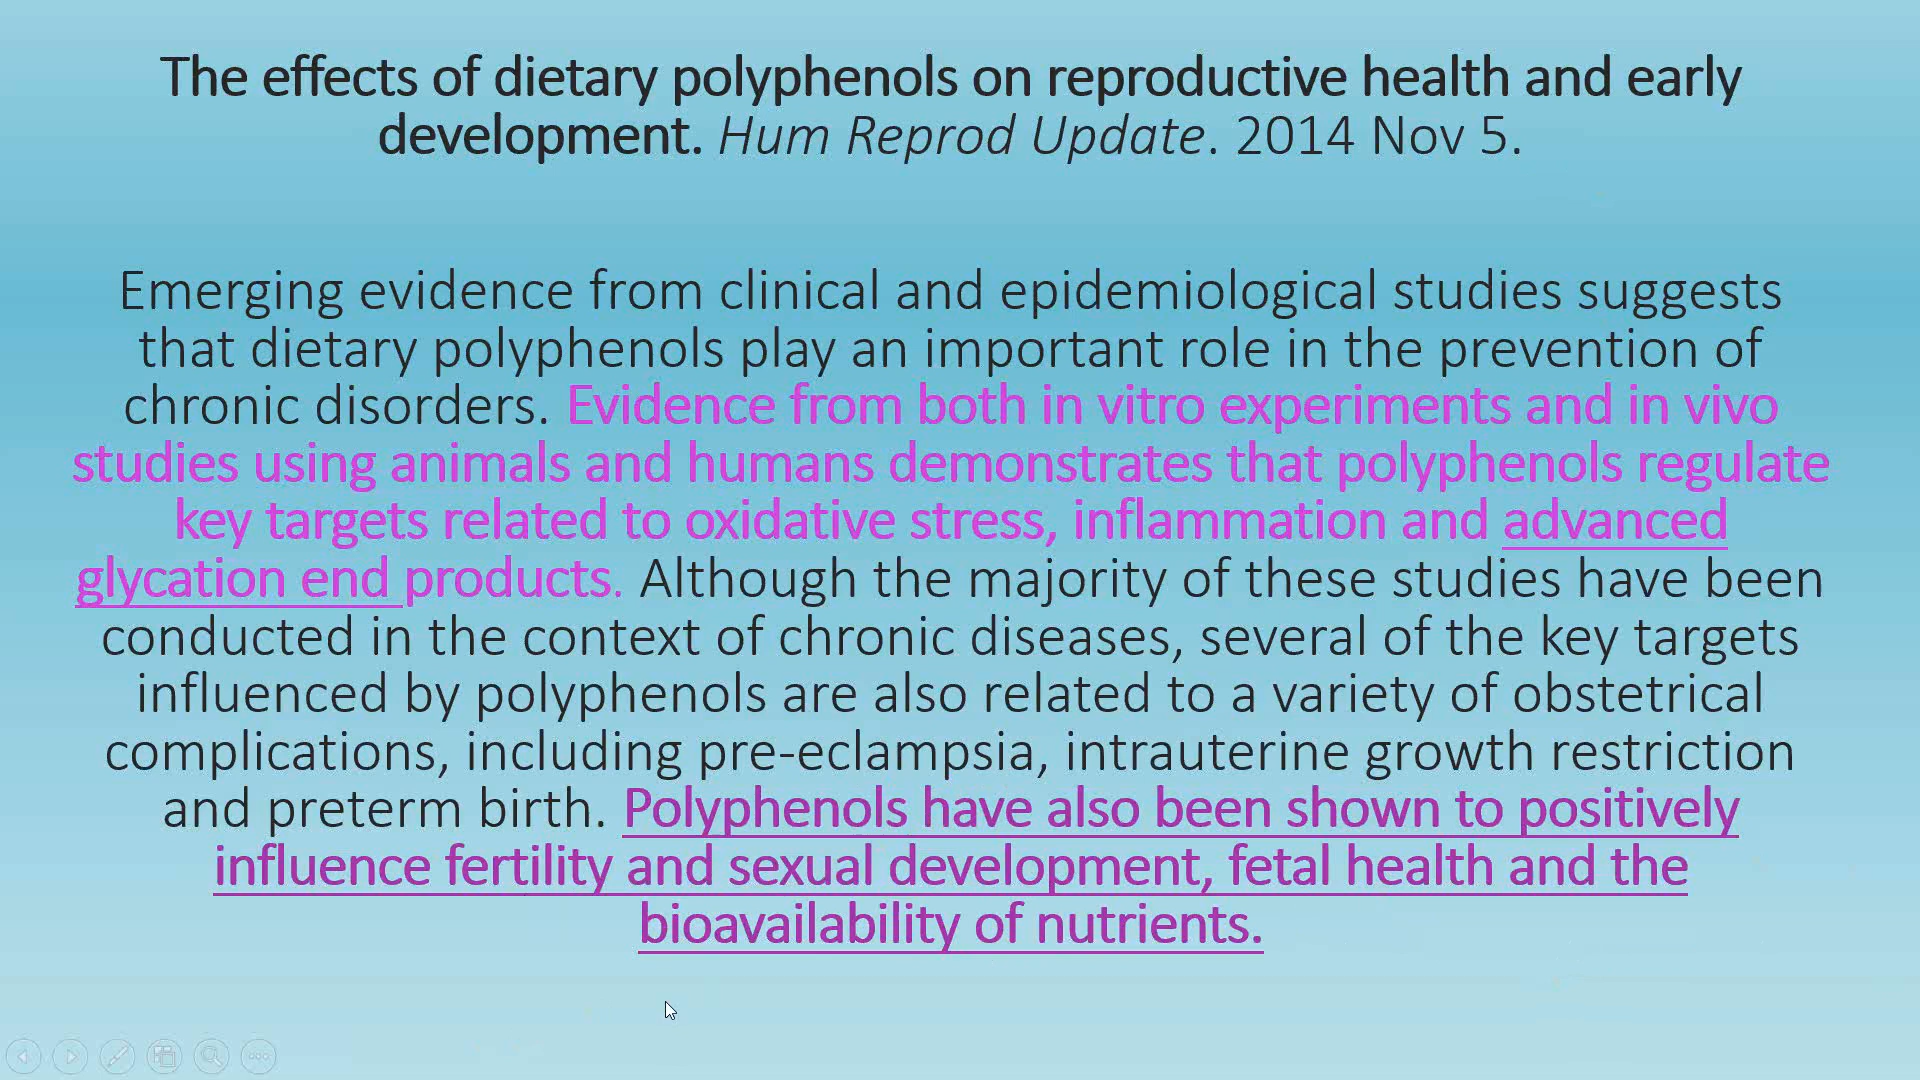 The effects of dietary polyphenols on reproductive health and early
development. Hum Reprod Update. 2014 Nov 5.
Emerging evidence from clinical and epidemiological studies suggests
that dietary polyphenols play an important role in the prevention of
chronic disorders. Evidence from both in vitro experiments and in vivo
studies using animals and humans demonstrates that polyphenols regulate
key targets related to oxidative stress, inflammation and advanced
glycation end products. Although the majority of these studies have been
conducted in the context of chronic diseases, several of the key targets
influenced by polyphenols are also related to a variety of obstetrical
complications, including pre-eclampsia, intrauterine growth restriction
and preterm birth. Polyphenols have also been shown to positively
influence fertility and sexual development, fetal health and the
bioavailability of nutrients.